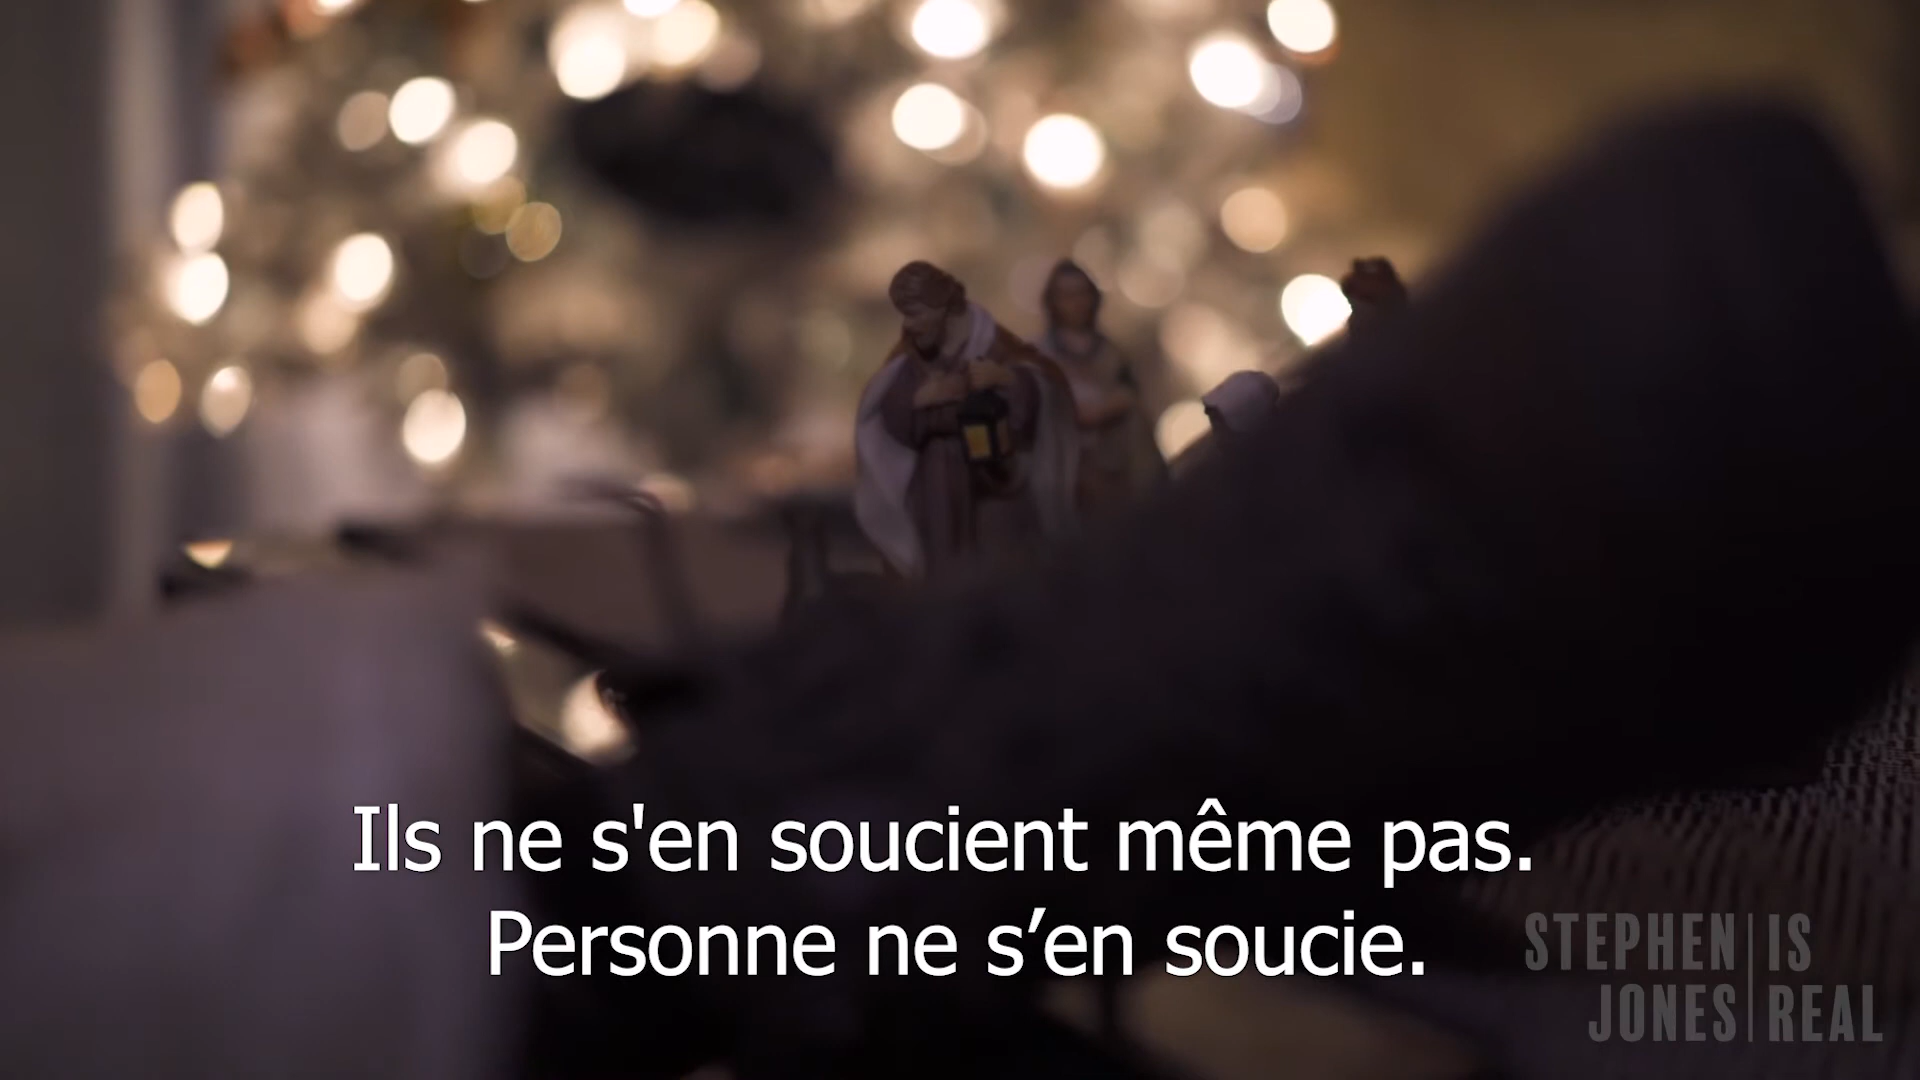 Ils ne s'en soucient même pas.
Personne ne s’en soucie.
STEPHEN IS
JONES REAL